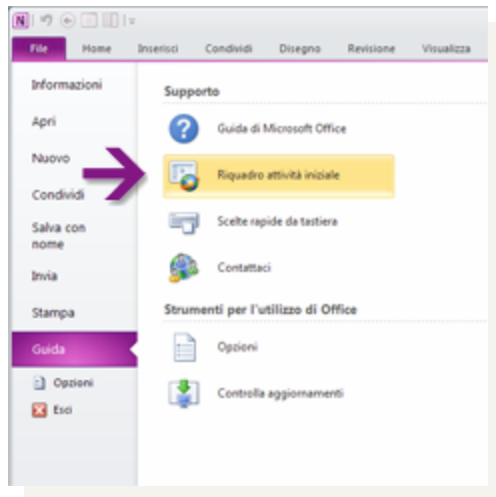 N
File Home Inserisci Condividi Disegno Revisione Visualizza
Informazioni
Apri
Nuovo
Condividi
Salva con
nome
Invia
Stampa
Guida
Opzioni
Esci
Supporto
Guida di Microsoft Office
Riquadro attività iniziale
Scelte rapide da tastiera
Contattaci
Strumenti per l'utilizzo di Office
Opzioni
Controlla aggiornamenti